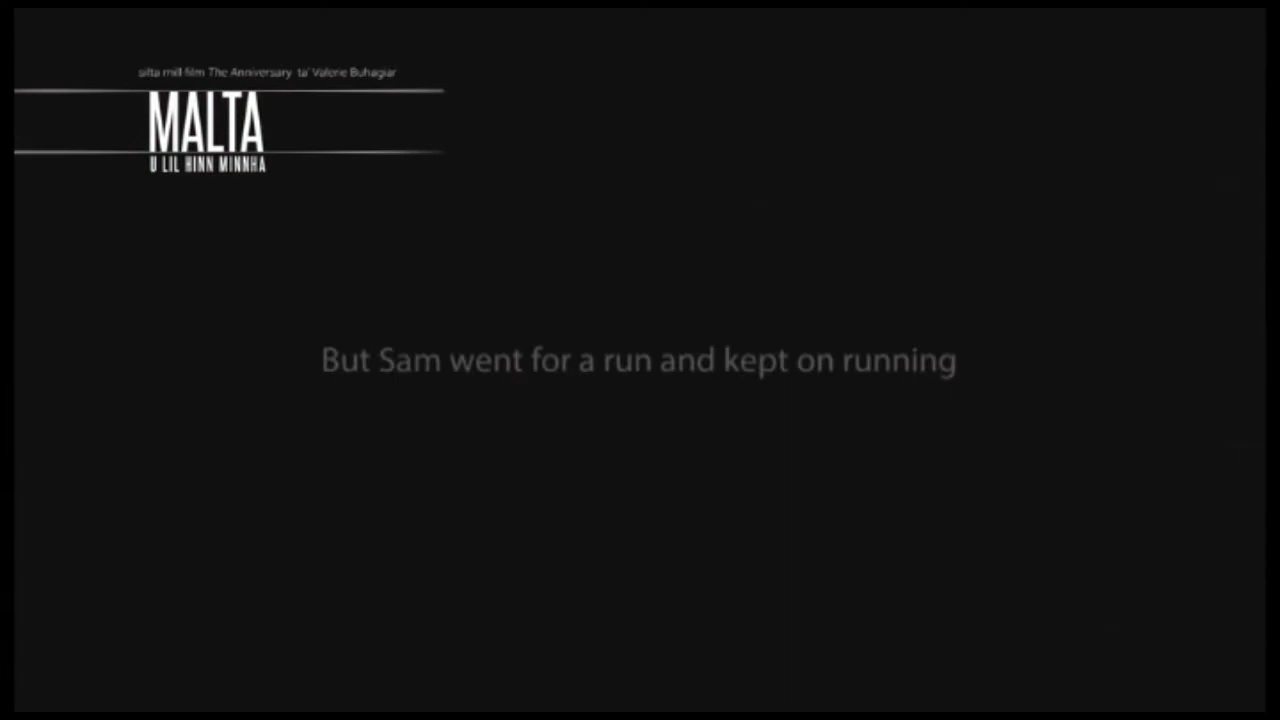 silta mill film The Anniversary ta' Valerie Buhagiar
MALTA
U LIL HINN MINNHA
But Sam went for a run and kept on running